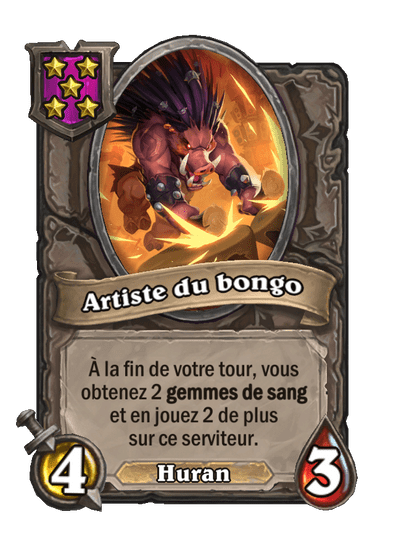 Artiste du bongo
À la fin de votre tour, vous
obtenez 2 gemmes de sang
et en jouez 2 de plus
sur ce serviteur.
4
Huran
3